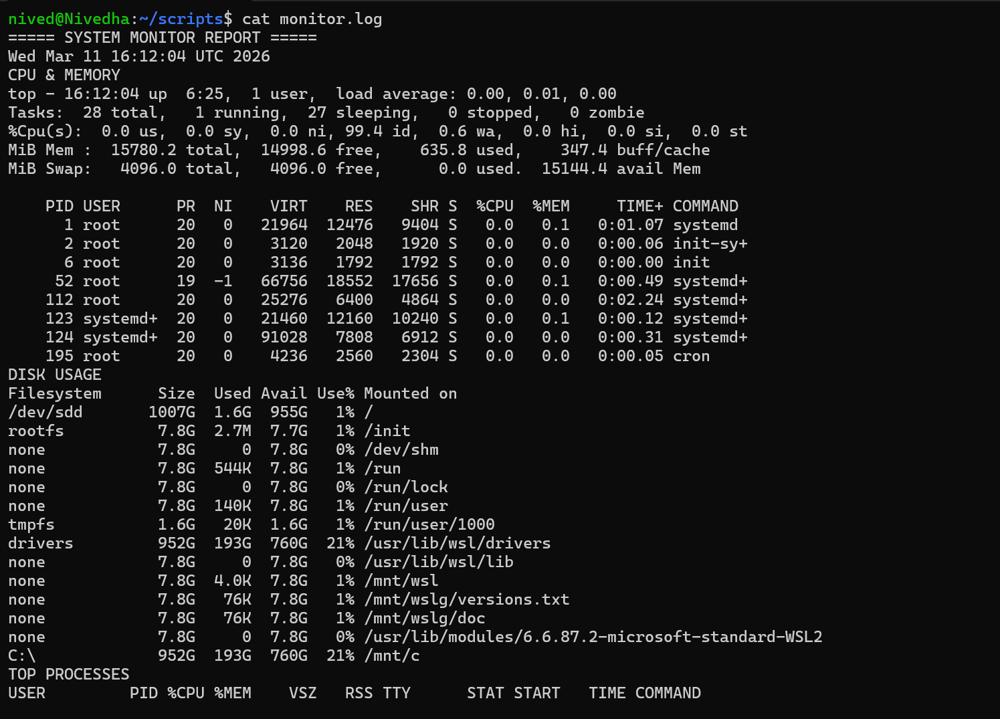 nived@Nivedha:~/scripts$ cat monitor.log
===== SYSTEM MONITOR REPORT =====
Wed Mar 11 16:12:04 UTC 2026
CPU & MEMORY
top - 16:12:04 up  6:25,  1 user,  load average: 0.00, 0.01, 0.00
Tasks:  28 total,   1 running,  27 sleeping,   0 stopped,   0 zombie
%Cpu(s):  0.0 us,  0.0 sy,  0.0 ni, 99.4 id,  0.6 wa,  0.0 hi,  0.0 si,  0.0 st
MiB Mem :  15780.2 total,  14998.6 free,    635.8 used,    347.4 buff/cache
MiB Swap:   4096.0 total,   4096.0 free,      0.0 used.  15144.4 avail Mem

    PID USER      PR  NI    VIRT    RES    SHR S  %CPU  %MEM     TIME+ COMMAND
      1 root      20   0   21964  12476   9404 S   0.0   0.1   0:01.07 systemd
      2 root      20   0    3120   2048   1920 S   0.0   0.0   0:00.06 init-sy+
      6 root      20   0    3136   1792   1792 S   0.0   0.0   0:00.00 init
     52 root      19  -1   66756  18552  17656 S   0.0   0.1   0:00.49 systemd+
    112 root      20   0   25276   6400   4864 S   0.0   0.0   0:02.24 systemd+
    123 systemd+  20   0   21460  12160  10240 S   0.0   0.1   0:00.12 systemd+
    124 systemd+  20   0   91028   7808   6912 S   0.0   0.0   0:00.31 systemd+
    195 root      20   0    4236   2560   2304 S   0.0   0.0   0:00.05 cron
DISK USAGE
Filesystem      Size  Used Avail Use% Mounted on
/dev/sdd       1007G  1.6G  955G   1% /
rootfs          7.8G  2.7M  7.7G   1% /init
none            7.8G     0  7.8G   0% /dev/shm
none            7.8G  544K  7.8G   1% /run
none            7.8G     0  7.8G   0% /run/lock
none            7.8G  140K  7.8G   1% /run/user
tmpfs           1.6G   20K  1.6G   1% /run/user/1000
drivers         952G  193G  760G  21% /usr/lib/wsl/drivers
none            7.8G     0  7.8G   0% /usr/lib/wsl/lib
none            7.8G  4.0K  7.8G   1% /mnt/wsl
none            7.8G   76K  7.8G   1% /mnt/wslg/versions.txt
none            7.8G   76K  7.8G   1% /mnt/wslg/doc
none            7.8G     0  7.8G   0% /usr/lib/modules/6.6.87.2-microsoft-standard-WSL2
C:\             952G  193G  760G  21% /mnt/c
TOP PROCESSES
USER         PID %CPU %MEM    VSZ   RSS TTY      STAT START   TIME COMMAND